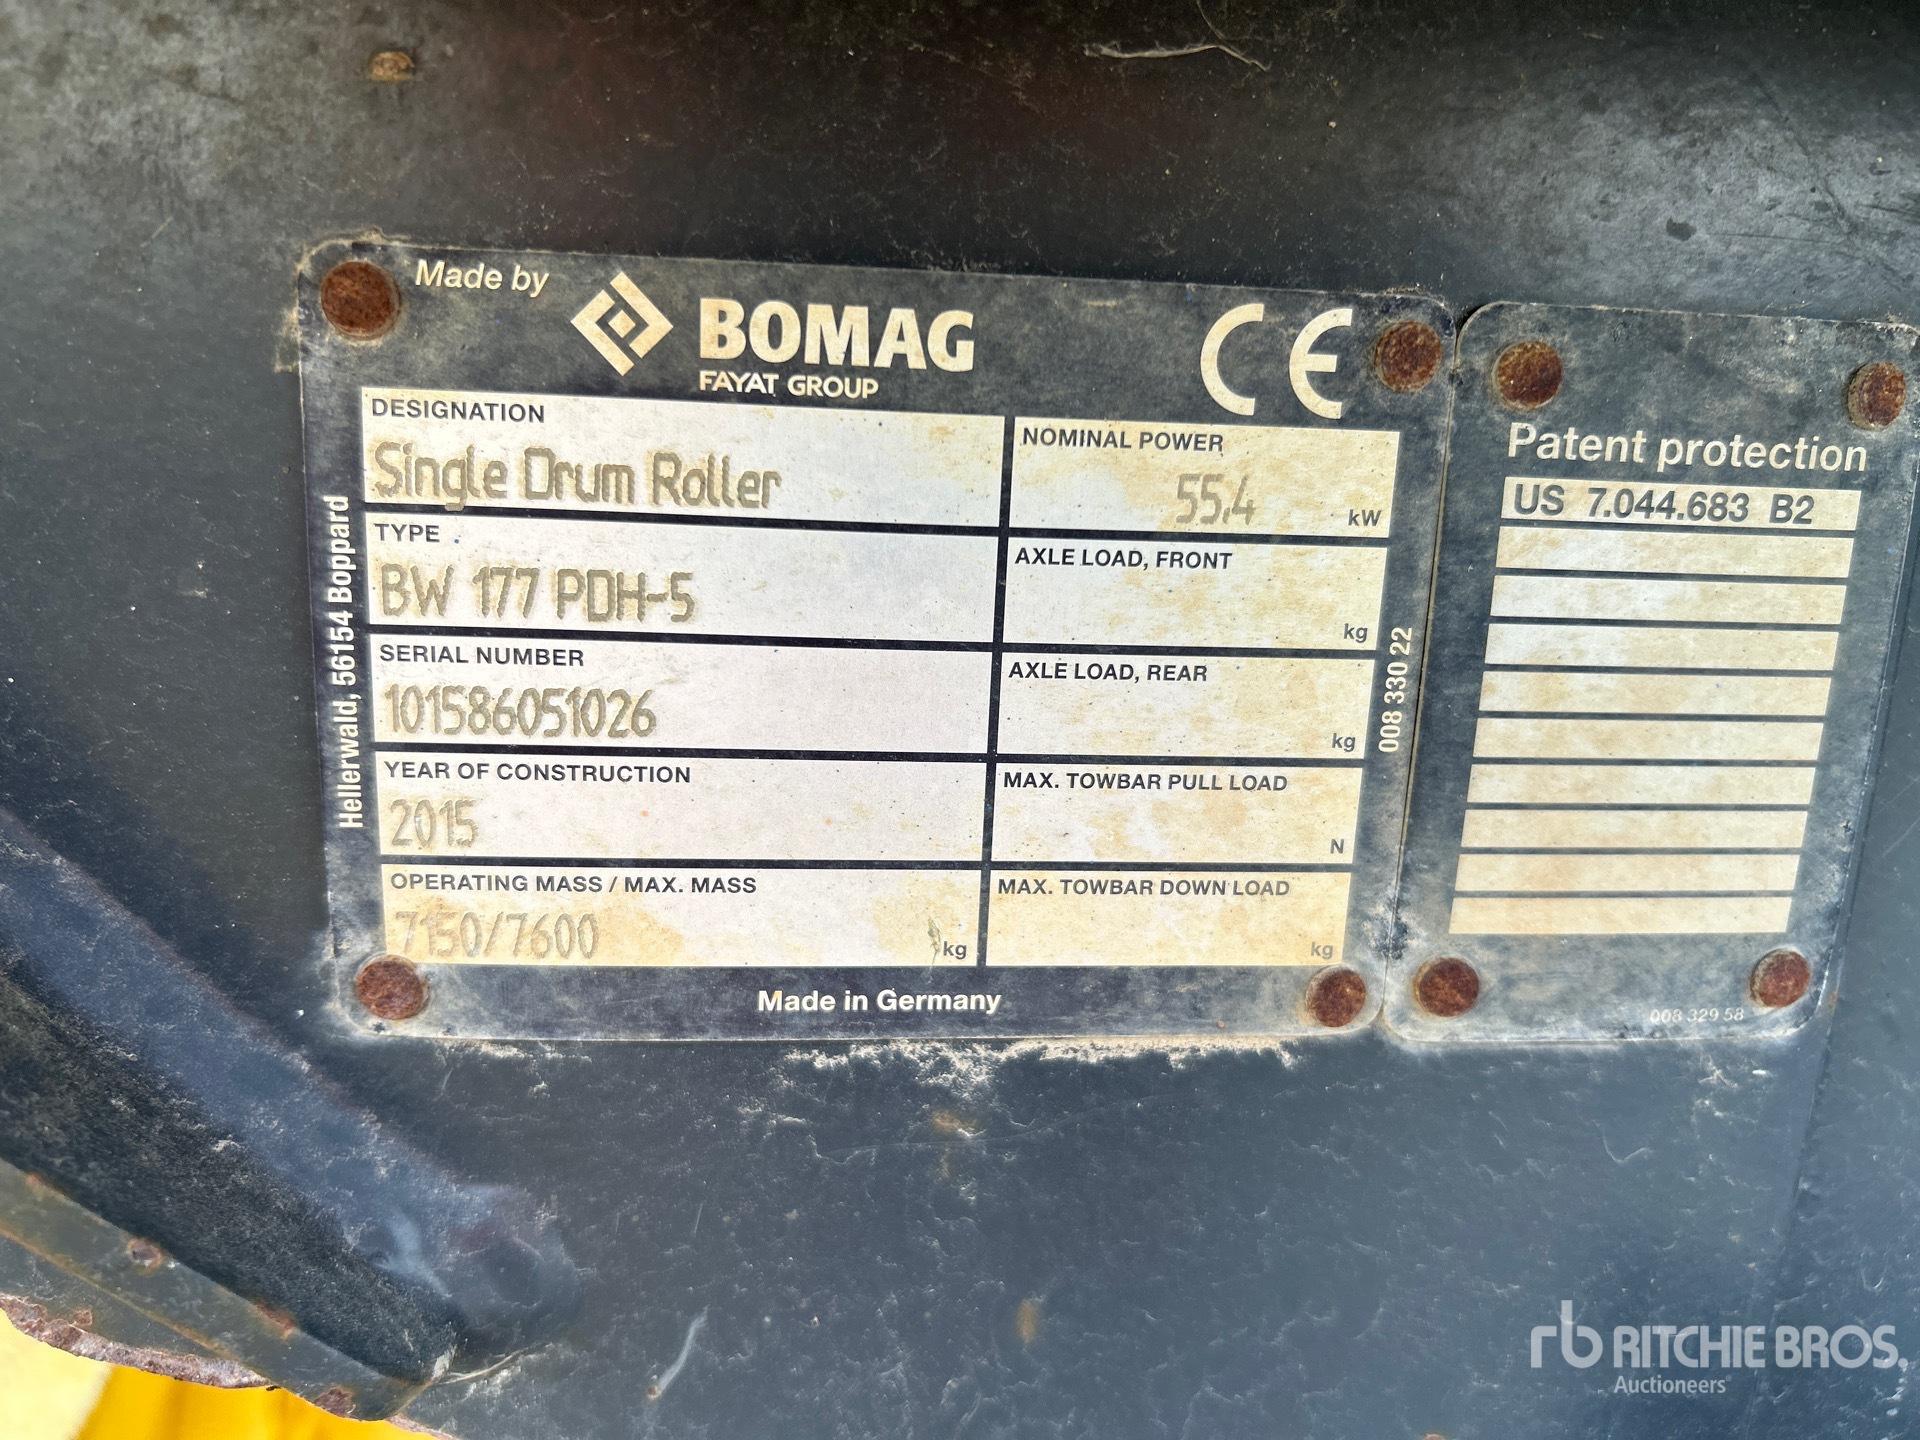 Made by
BOMAG
FAYAT GROUP
CE
DESIGNATION
Single Drum Roller
NOMINAL POWER
55,4 kW
TYPE
BW 177 PDH-5
AXLE LOAD, FRONT
kg
SERIAL NUMBER
101586051026
AXLE LOAD, REAR
kg
YEAR OF CONSTRUCTION
2015
MAX. TOWBAR PULL LOAD
N
OPERATING MASS / MAX. MASS
7150/7600 kg
MAX. TOWBAR DOWN LOAD
kg
Made in Germany
Hellerwald, 56154 Boppard
008 330 22
Patent protection
US 7.044.683 B2
008 329 58
rb RITCHIE BROS.
Auctioneers